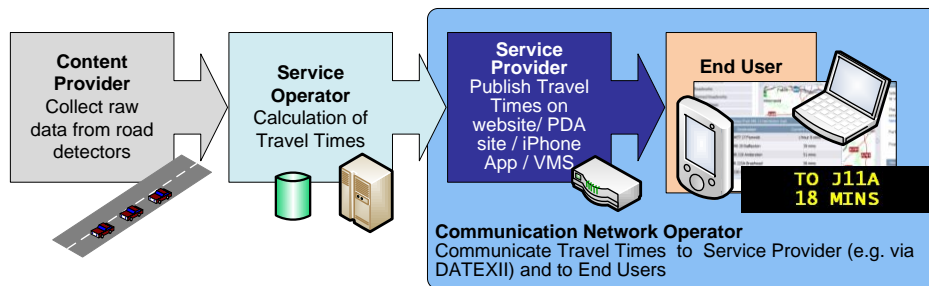 Content
Provider
Collect raw
data from road
detectors
Service
Operator
Calculation of
Travel Times
Service
Provider
Publish Travel
Times on
website/ PDA
site / iPhone
App / VMS
End User
TO J11A
18 MINS
Communication Network Operator
Communicate Travel Times to Service Provider (e.g. via
DATEXII) and to End Users